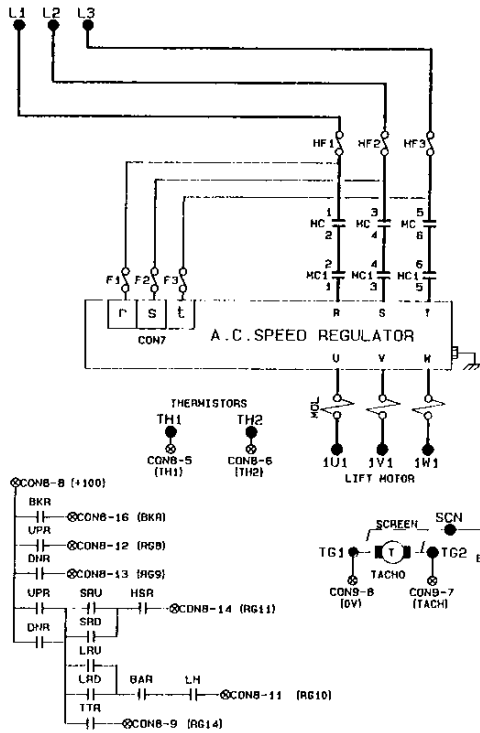 L1 L2 L3
HF1 HF2 HF3
1 3 5
MC MC MC
2 4 6
2 4 6
MC1 MC1 MC1
1 3 5
F1 F2 F3
r s t
R S T
CON7
A.C.SPEED REGULATOR
U V W
MOL
THERMISTORS
TH1 TH2
CON8-5 CON8-6
(TH1) (TH2)
1U1 1V1 1W1
LIFT MOTOR
CON8-8 (+100)
BKR
CON8-16 (BKR)
UPR
CON8-12 (RG8)
DNR
CON8-13 (RG9)
UPR SRU HSR
CON8-14 (RG11)
DNR SRD
LRU
LRD BAR LH
CON8-11 (RG10)
TTR
CON8-9 (RG14)
SCREEN SCN
TG1 T TG2
TACHO
CON9-8 CON9-7
(0V) (TACH)